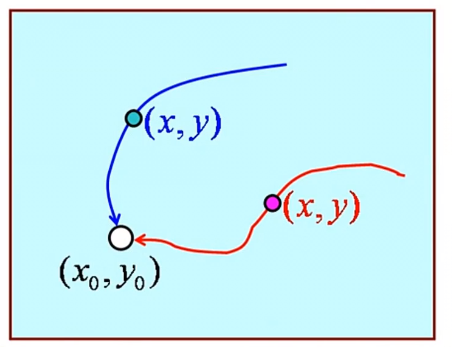 (x, y)
(x, y)
(x₀, y₀)